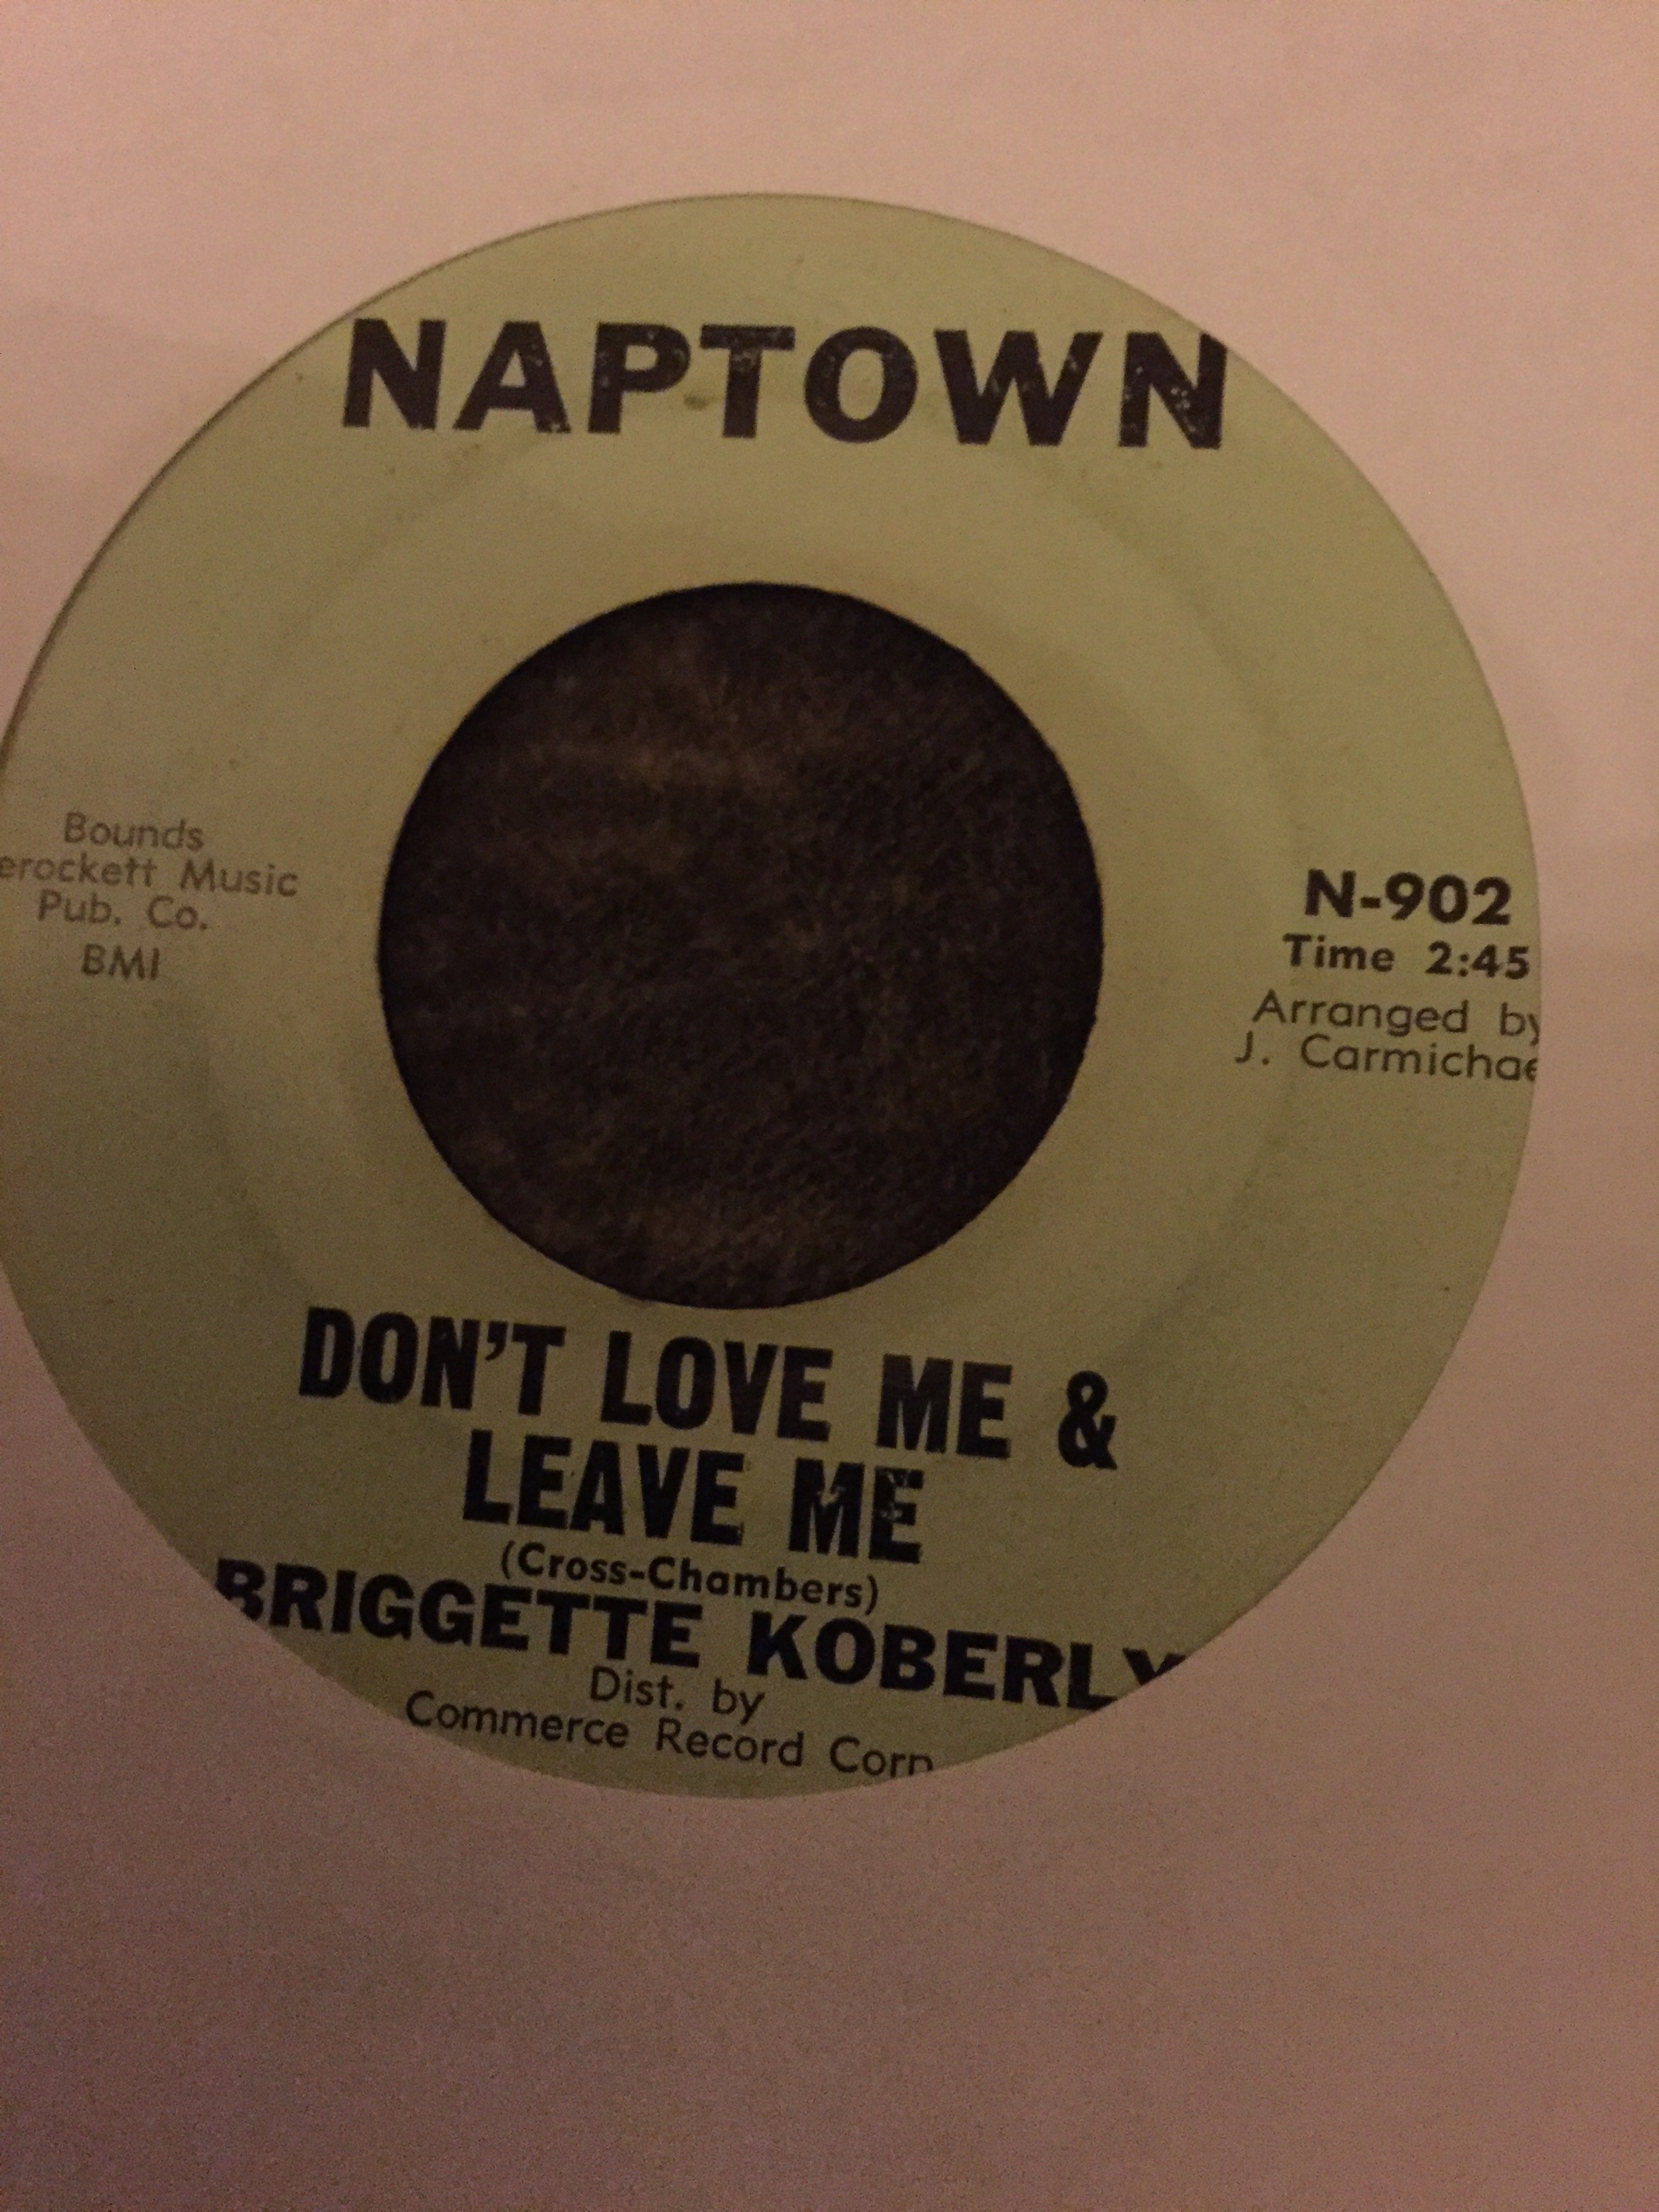 NAPTOWN
Bounds
erockett Music
Pub. Co.
BMI
N-902
Time 2:45
Arranged by
J. Carmichae
DON'T LOVE ME &
LEAVE ME
(Cross-Chambers)
BRIGGETTE KOBERLY
Dist. by
Commerce Record Corp